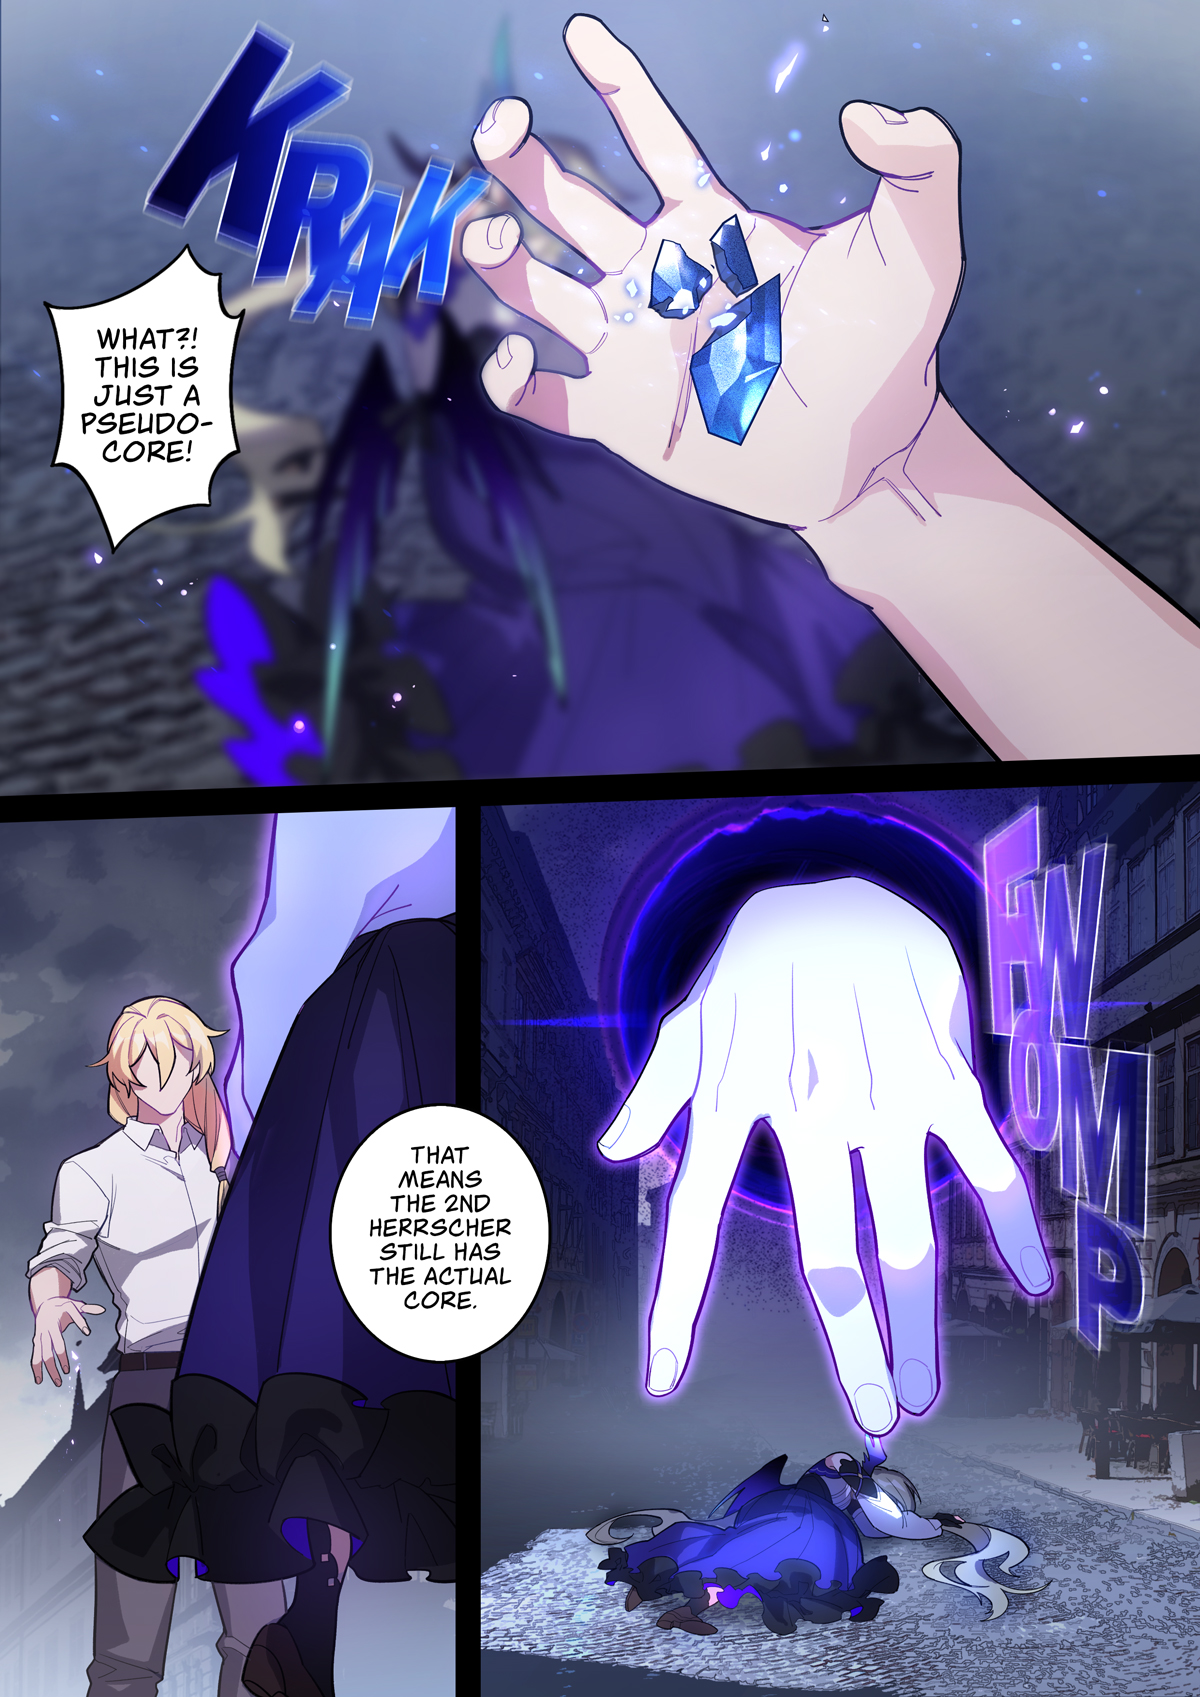 KRAK
WHAT?!
THIS IS
JUST A
PSEUDO-
CORE!
THAT
MEANS
THE 2ND
HERRSCHER
STILL HAS
THE ACTUAL
CORE.
FWOMP